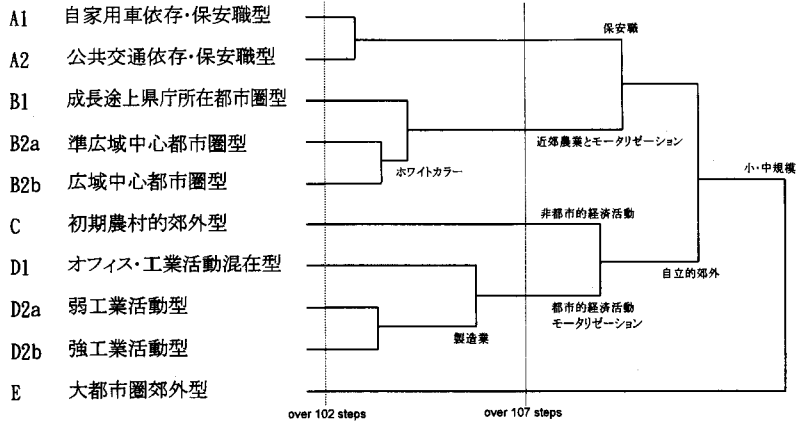 A1 自家用車依存･保安職型
保安職
A2 公共交通依存･保安職型
B1 成長途上県庁所在都市圏型
B2a 準広域中心都市圏型
近郊農業とモータリゼーション
ホワイトカラー
小･中規模
B2b 広域中心都市圏型
非都市的経済活動
C 初期農村的郊外型
D1 オフィス･工業活動混在型
自立的郊外
D2a 弱工業活動型
都市的経済活動
モータリゼーション
製造業
D2b 強工業活動型
E 大都市圏郊外型
over 102 steps
over 107 steps